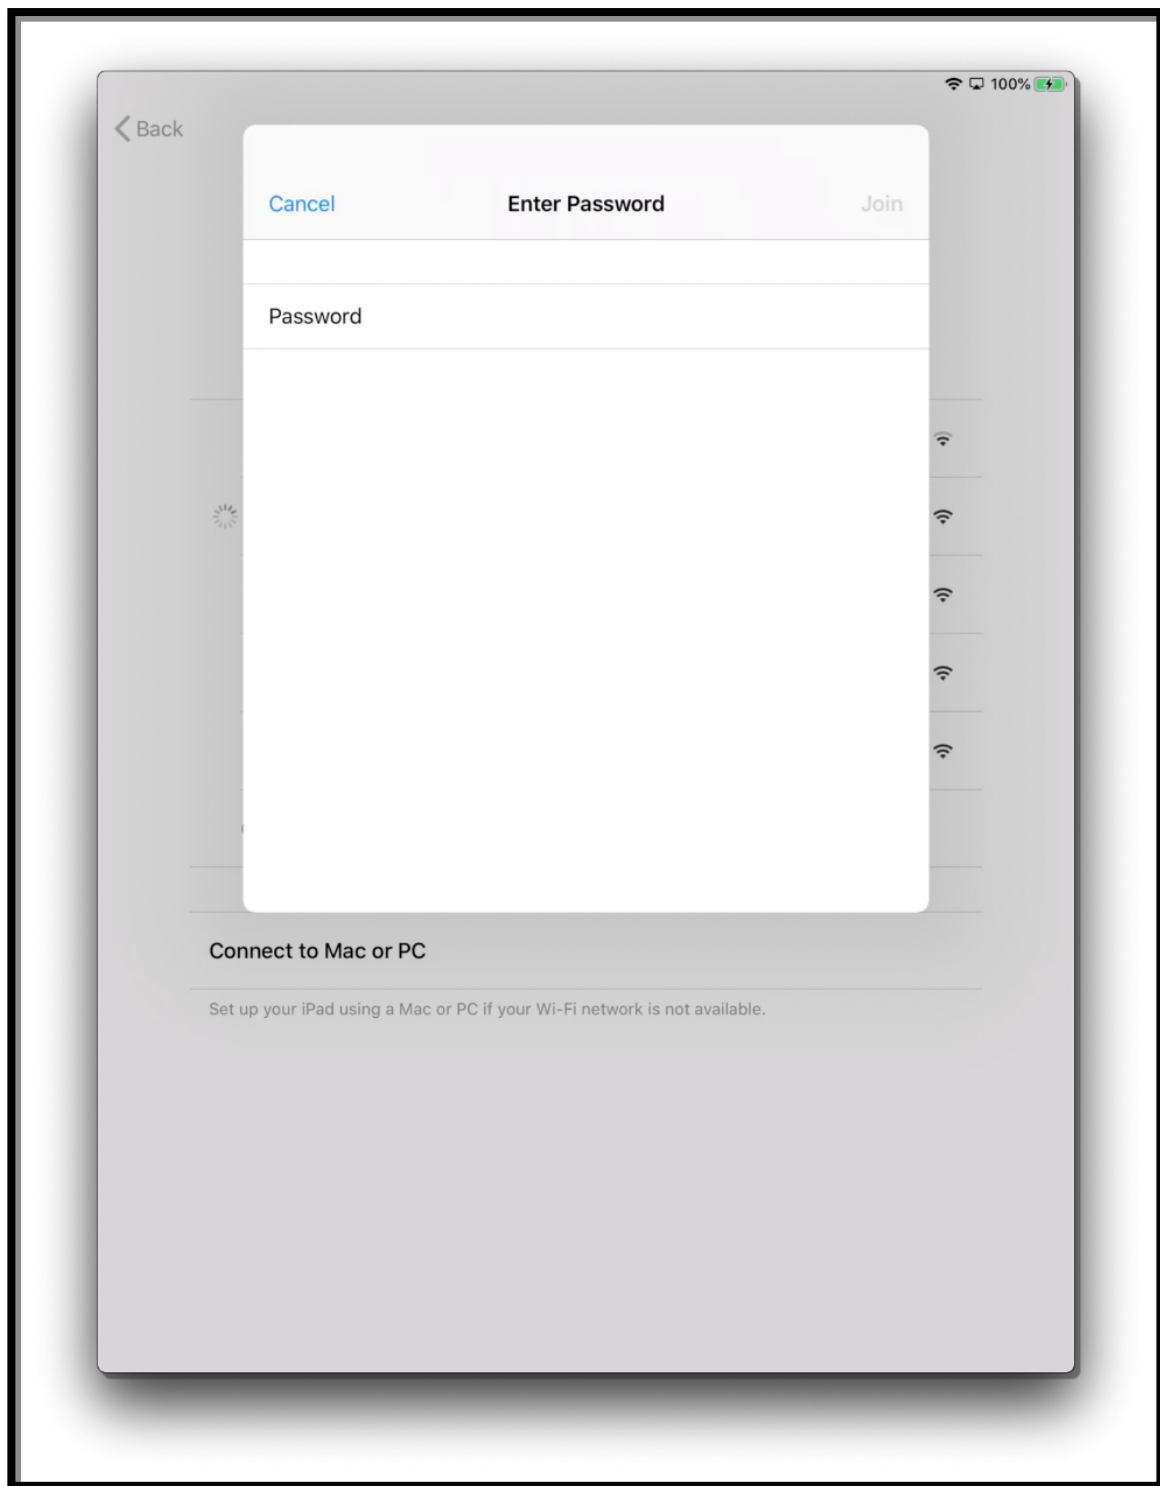 100%
Back
Cancel Enter Password Join
Password
Connect to Mac or PC
Set up your iPad using a Mac or PC if your Wi-Fi network is not available.